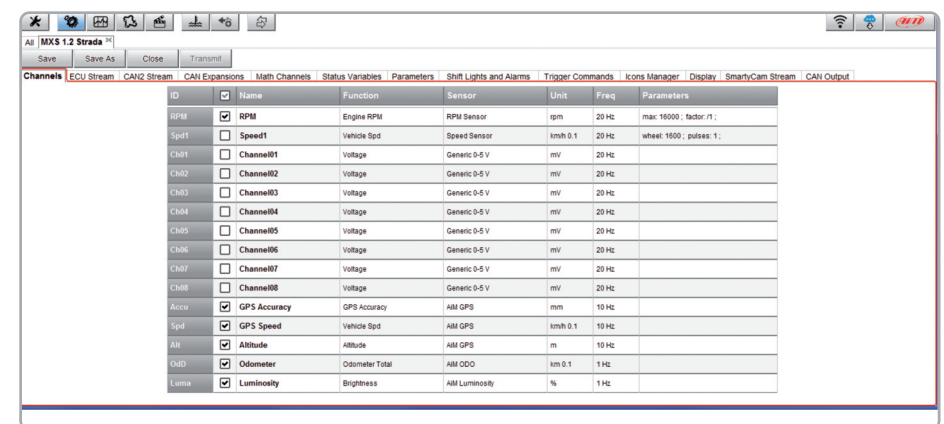 AiM
All MXS 1.2 Strada
Save Save As Close Transmit
Channels ECU Stream CAN2 Stream CAN Expansions Math Channels Status Variables Parameters Shift Lights and Alarms Trigger Commands Icons Manager Display SmartyCam Stream CAN Output
ID Name Function Sensor Unit Freq Parameters
RPM RPM Engine RPM RPM Sensor rpm 20 Hz max: 16000 ; factor: /1 ;
Spd1 Speed1 Vehicle Spd Speed Sensor km/h 0.1 20 Hz wheel: 1600 ; pulses: 1 ;
Ch01 Channel01 Voltage Generic 0-5 V mV 20 Hz
Ch02 Channel02 Voltage Generic 0-5 V mV 20 Hz
Ch03 Channel03 Voltage Generic 0-5 V mV 20 Hz
Ch04 Channel04 Voltage Generic 0-5 V mV 20 Hz
Ch05 Channel05 Voltage Generic 0-5 V mV 20 Hz
Ch06 Channel06 Voltage Generic 0-5 V mV 20 Hz
Ch07 Channel07 Voltage Generic 0-5 V mV 20 Hz
Ch08 Channel08 Voltage Generic 0-5 V mV 20 Hz
Accu GPS Accuracy GPS Accuracy AiM GPS mm 10 Hz
Spd GPS Speed Vehicle Spd AiM GPS km/h 0.1 10 Hz
Alt Altitude Altitude AiM GPS m 10 Hz
OdD Odometer Odometer Total AiM ODO km 0.1 1 Hz
Luma Luminosity Brightness AiM Luminosity % 1 Hz